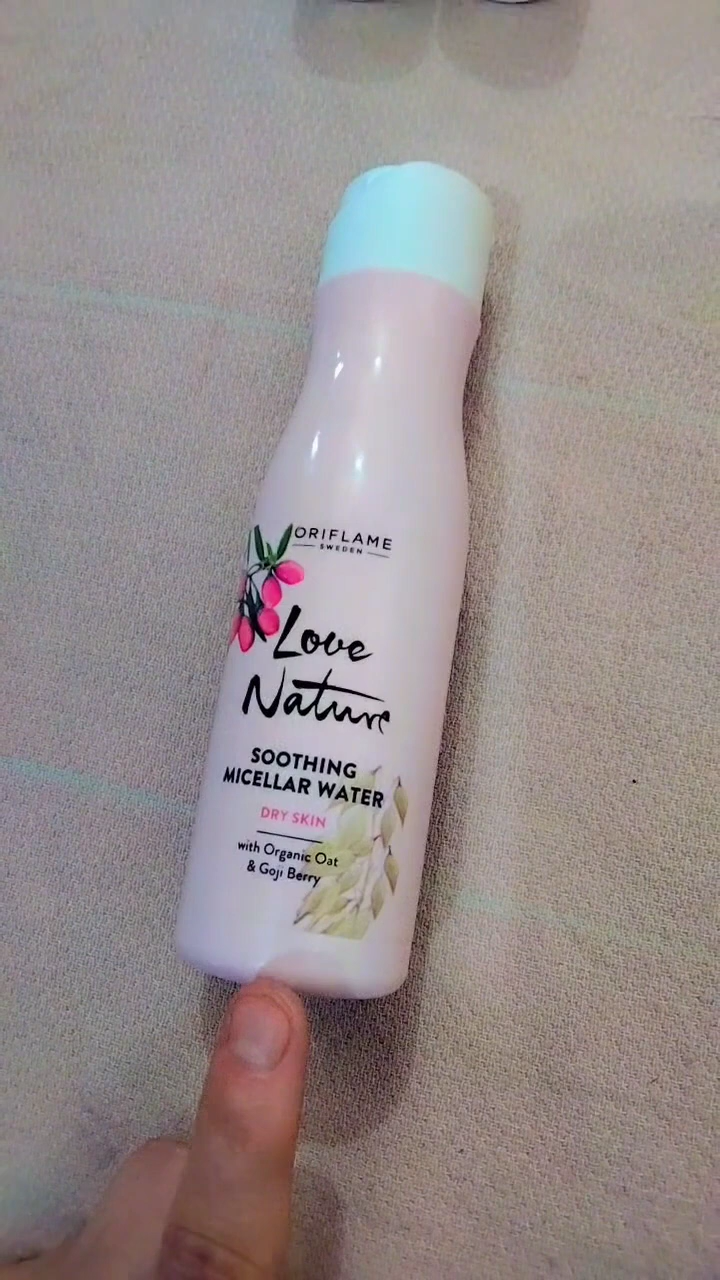 ORIFLAME
SWEDEN
Love
Nature
SOOTHING
MICELLAR WATER
DRY SKIN
with Organic Oat
& Goji Berry